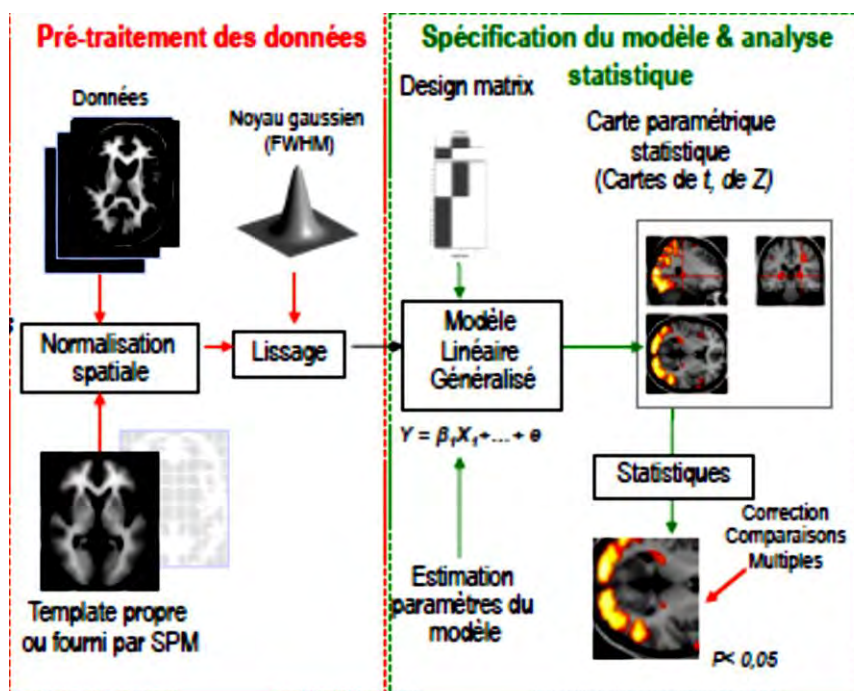 Pré-traitement des données
Données
Noyau gaussien
(FWHM)
Normalisation
spatiale
Lissage
Template propre
ou fourni par SPM
Spécification du modèle & analyse
statistique
Design matrix
Carte paramétrique
statistique
(Cartes de t, de Z)
Modèle
Linéaire
Généralisé
Y = β₁X₁+...+ e
Estimation
paramètres du
modèle
Statistiques
Correction
Comparaisons
Multiples
P< 0,05